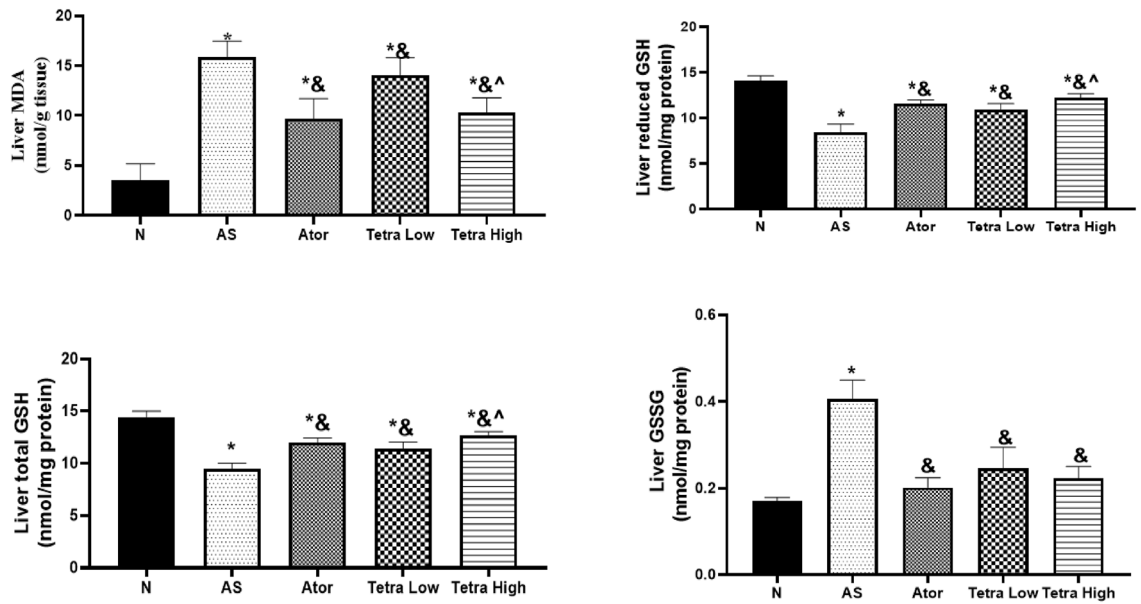 Liver MDA
(nmol/g tissue)
20
15
10
5
0
*
*&
*&
*&^
N AS Ator Tetra Low Tetra High
Liver reduced GSH
(nmol/mg protein)
20
15
10
5
0
*
*&
*&
*&^
N AS Ator Tetra Low Tetra High
Liver total GSH
(nmol/mg protein)
20
15
10
5
0
*
*&
*&
*&^
N AS Ator Tetra Low Tetra High
Liver GSSG
(nmol/mg protein)
0.6
0.4
0.2
0.0
*
&
&
&
N AS Ator Tetra Low Tetra High